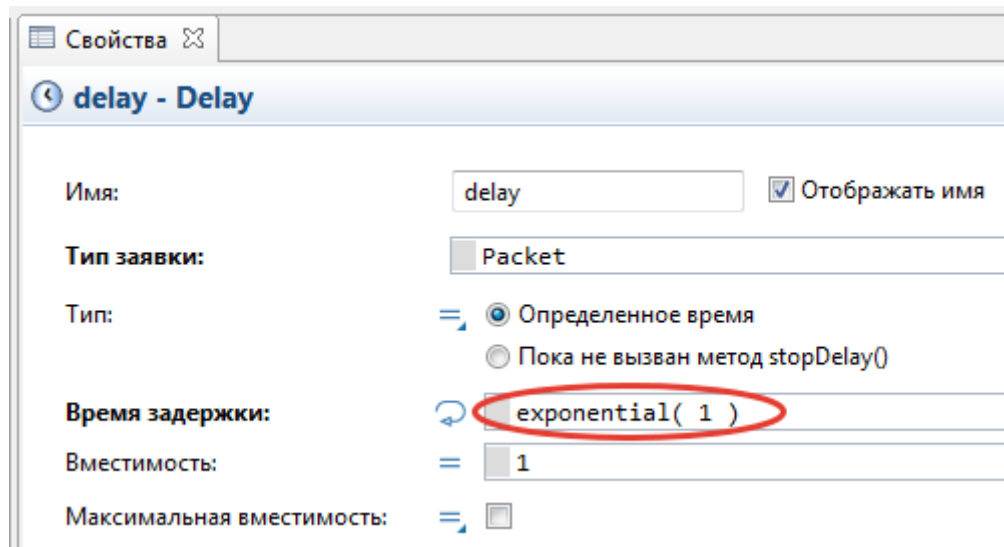 Свойства
delay - Delay
Имя: delay Отображать имя
Тип заявки: Packet
Тип: Определенное время
Пока не вызван метод stopDelay()
Время задержки: exponential( 1 )
Вместимость: 1
Максимальная вместимость: